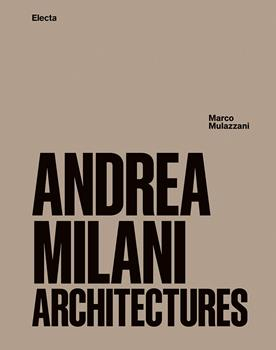 Electa
Marco
Mulazzani
ANDREA
MILANI
ARCHITECTURES